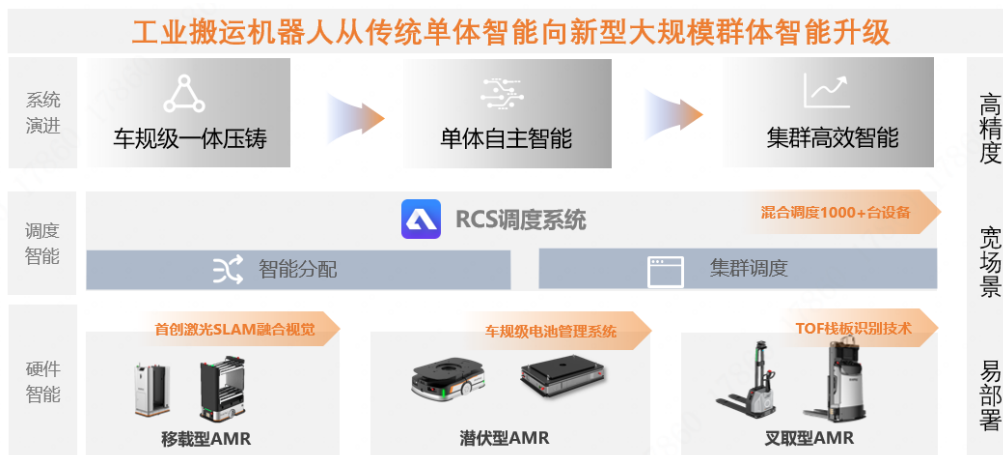 工业搬运机器人从传统单体智能向新型大规模群体智能升级
系统
演进
车规级一体压铸
单体自主智能
集群高效智能
调度
智能
RCS调度系统
混合调度1000+台设备
智能分配
集群调度
硬件
智能
首创激光SLAM融合视觉
车规级电池管理系统
TOF栈板识别技术
移载型AMR
潜伏型AMR
叉取型AMR
高精度
宽场景
易部署